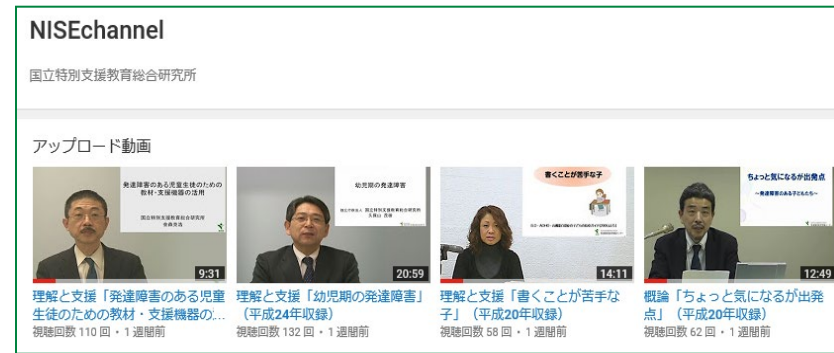 NISEchannel
国立特別支援教育総合研究所
アップロード動画
発達障害のある児童生徒のための
教材・支援機器の活用
国立特別支援教育総合研究所
9:31
理解と支援「発達障害のある児童
生徒のための教材・支援機器の…
視聴回数 110 回・1 週間前
幼児期の発達障害
20:59
理解と支援「幼児期の発達障害」
（平成24年収録）
視聴回数 132 回・1 週間前
書くことが苦手な子
14:11
理解と支援「書くことが苦手な
子」（平成20年収録）
視聴回数 58 回・1 週間前
ちょっと気になるが出発点
～発達障害のある子どもたち～
12:49
概論「ちょっと気になるが出発
点」（平成20年収録）
視聴回数 62 回・1 週間前